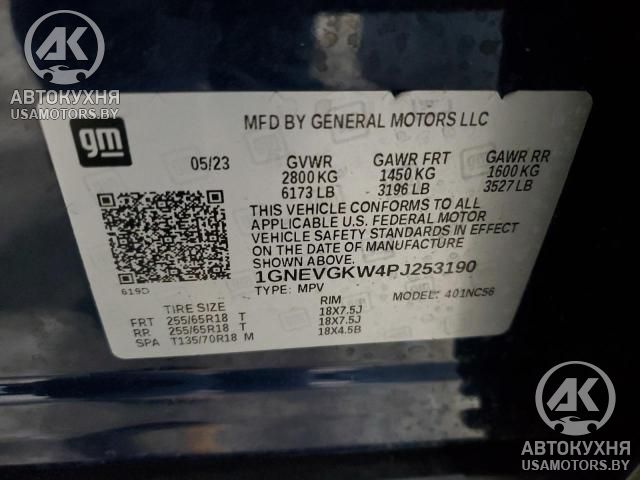 AK
АВТОКУХНЯ
USAMOTORS.BY
gm
MFD BY GENERAL MOTORS LLC
05/23 GVWR GAWR FRT GAWR RR
2800 KG 1450 KG 1600 KG
6173 LB 3196 LB 3527 LB
THIS VEHICLE CONFORMS TO ALL
APPLICABLE U.S. FEDERAL MOTOR
VEHICLE SAFETY STANDARDS IN EFFECT
ON THE DATE OF MANUFACTURE
SHOWN ABOVE.
1GNEVGKW4PJ253190
619D
TYPE: MPV MODEL: 401NC56
TIRE SIZE RIM
FRT 255/65R18 T 18X7.5J
RR 255/65R18 T 18X7.5J
SPA T135/70R18 M 18X4.5B
AK
АВТОКУХНЯ
USAMOTORS.BY